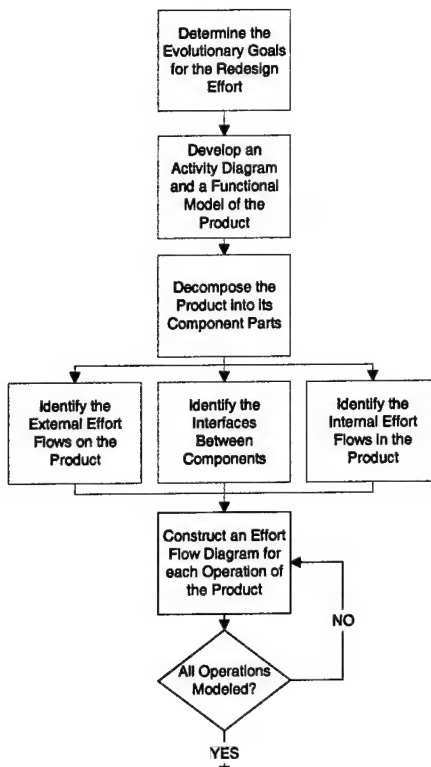 Determine the
Evolutionary Goals
for the Redesign
Effort
Develop an
Activity Diagram
and a Functional
Model of the
Product
Decompose the
Product into its
Component Parts
Identify the
External Effort
Flows on the
Product
Identify the
Interfaces
Between
Components
Identify the
Internal Effort
Flows in the
Product
Construct an Effort
Flow Diagram for
each Operation of
the Product
NO
All Operations
Modeled?
YES